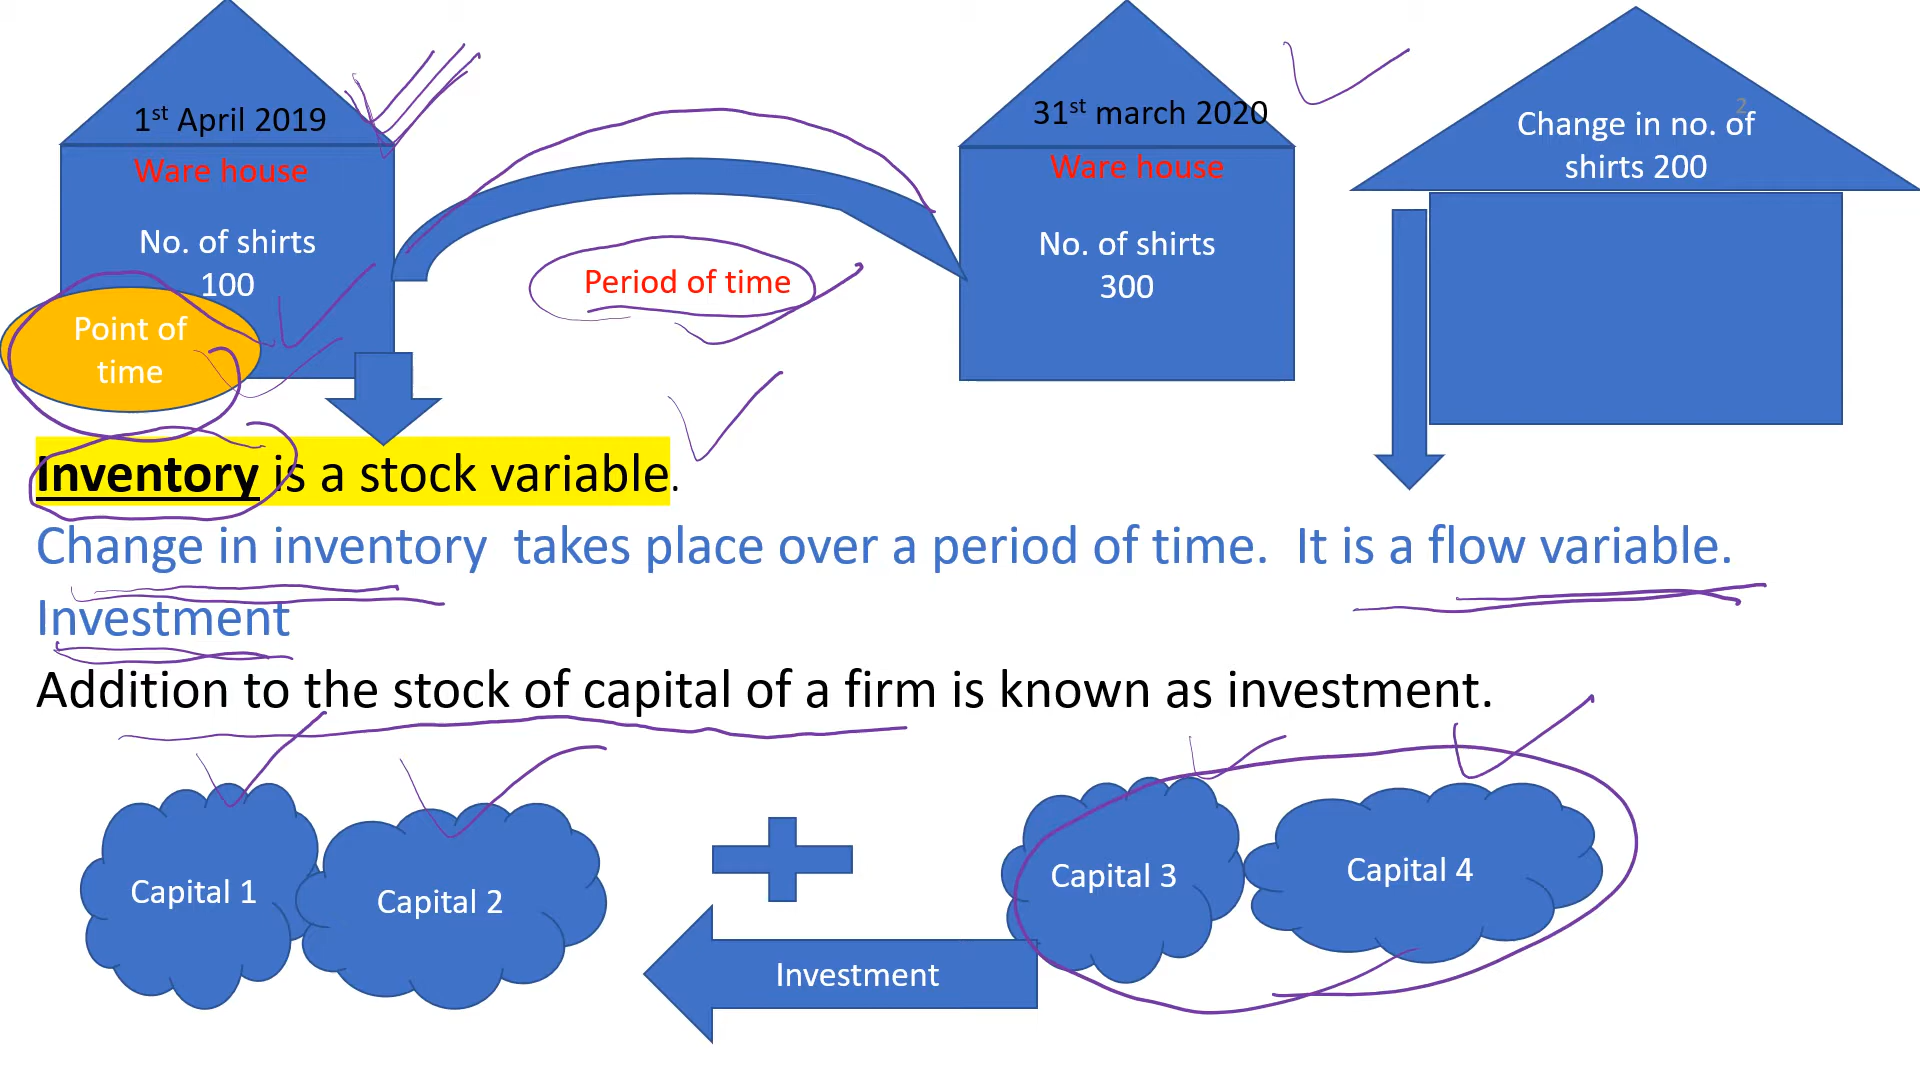 1st April 2019
Ware house
No. of shirts
100
Point of
time
Period of time
31st march 2020
Ware house
No. of shirts
300
2
Change in no. of
shirts 200
Inventory is a stock variable.
Change in inventory takes place over a period of time. It is a flow variable.
Investment
Addition to the stock of capital of a firm is known as investment.
Capital 1
Capital 2
Capital 3
Capital 4
Investment